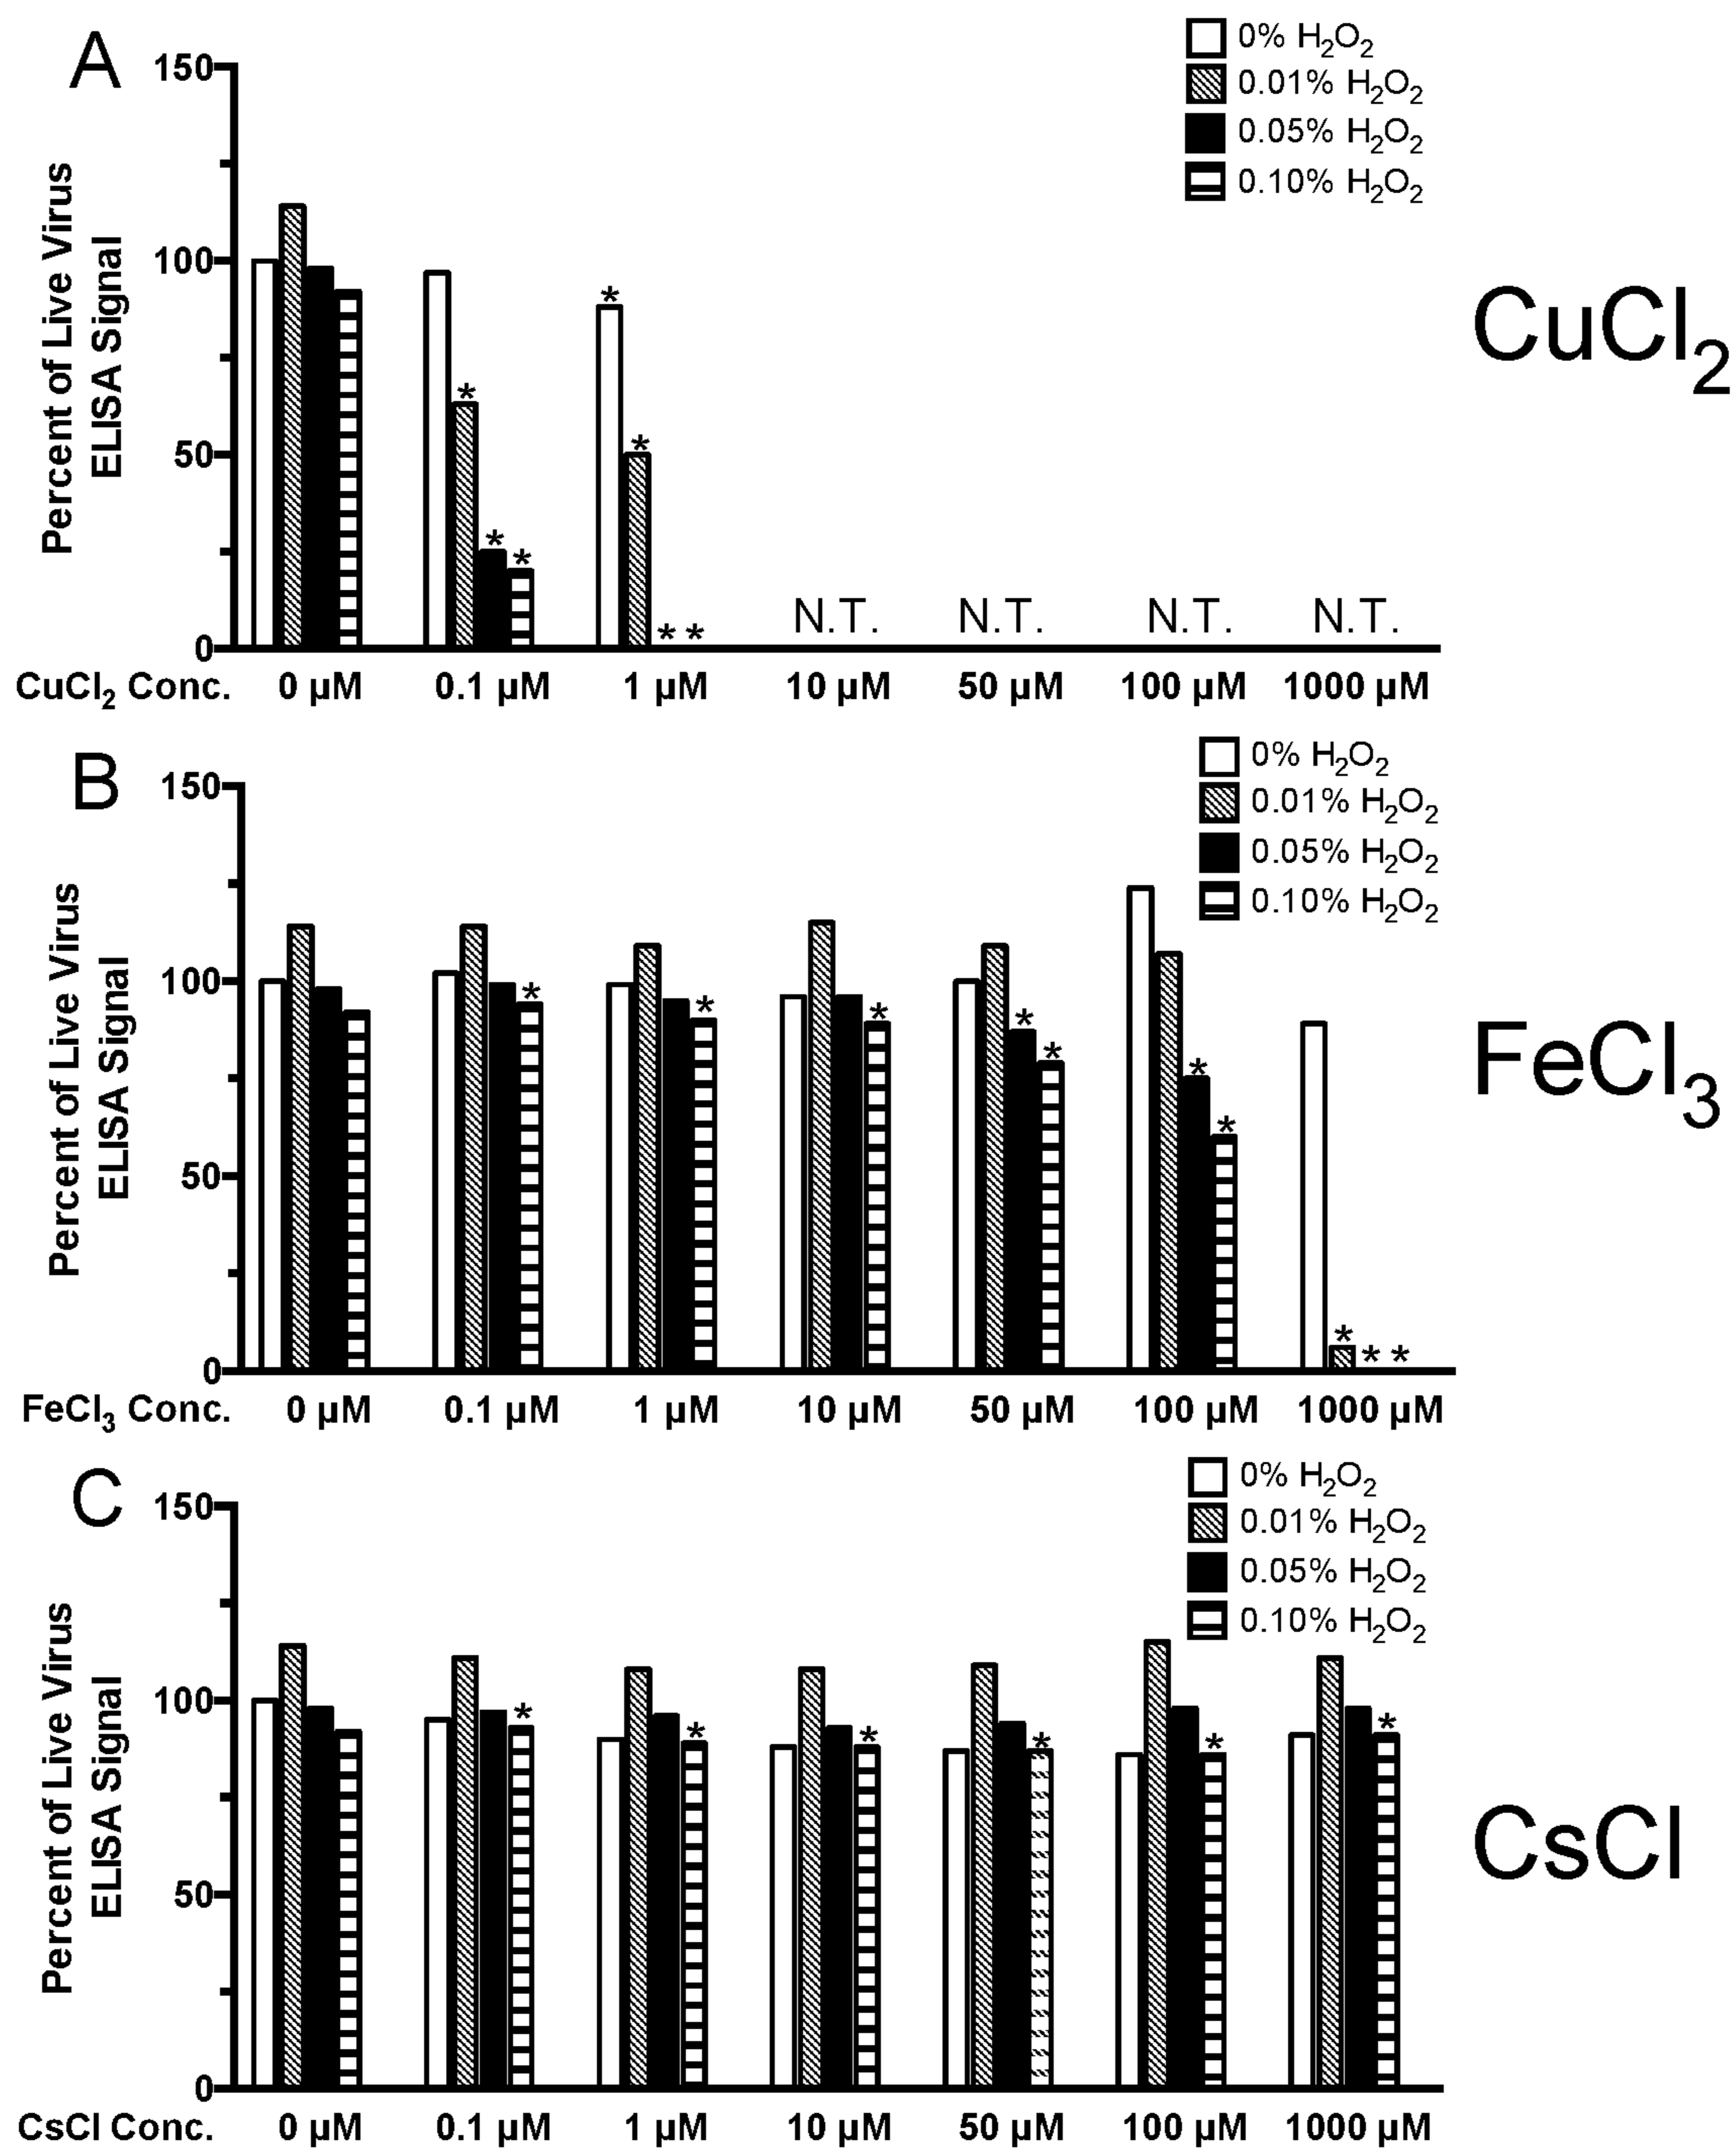 A
150
100
50
0
Percent of Live Virus
ELISA Signal
0% H₂O₂
0.01% H₂O₂
0.05% H₂O₂
0.10% H₂O₂
* * * * * * * *
N.T. N.T. N.T. N.T.
CuCl₂ Conc. 0 µM 0.1 µM 1 µM 10 µM 50 µM 100 µM 1000 µM
CuCl₂
B
150
100
50
0
Percent of Live Virus
ELISA Signal
0% H₂O₂
0.01% H₂O₂
0.05% H₂O₂
0.10% H₂O₂
* * * * * * * * * *
FeCl₃ Conc. 0 µM 0.1 µM 1 µM 10 µM 50 µM 100 µM 1000 µM
FeCl₃
C
150
100
50
0
Percent of Live Virus
ELISA Signal
0% H₂O₂
0.01% H₂O₂
0.05% H₂O₂
0.10% H₂O₂
* * * * * *
CsCl Conc. 0 µM 0.1 µM 1 µM 10 µM 50 µM 100 µM 1000 µM
CsCl